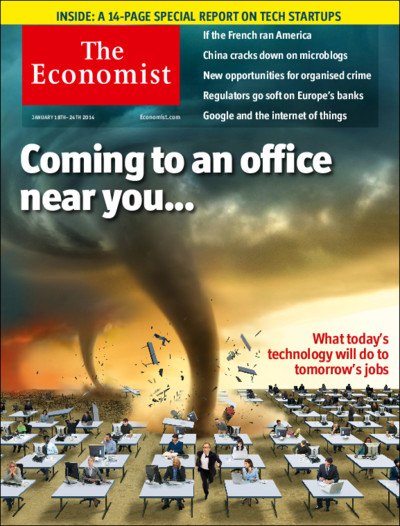 INSIDE: A 14-PAGE SPECIAL REPORT ON TECH STARTUPS
The
Economist
JANUARY 18TH–24TH 2014
Economist.com
If the French ran America
China cracks down on microblogs
New opportunities for organised crime
Regulators go soft on Europe's banks
Google and the internet of things
Coming to an office
near you...
What today's
technology will do to
tomorrow's jobs